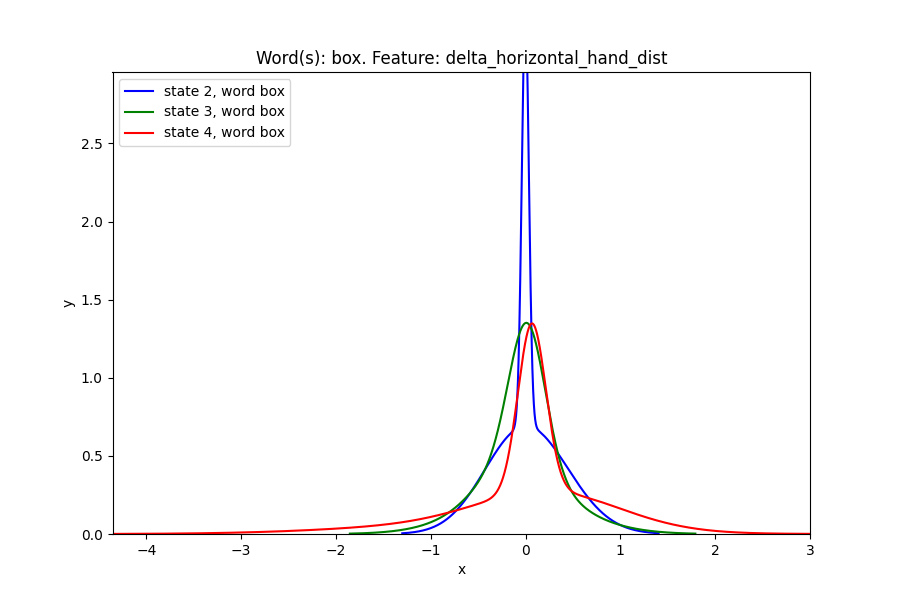 Word(s): box. Feature: delta_horizontal_hand_dist
state 2, word box
state 3, word box
state 4, word box
2.5
2.0
1.5
1.0
0.5
0.0
y
−4 −3 −2 −1 0 1 2 3
x